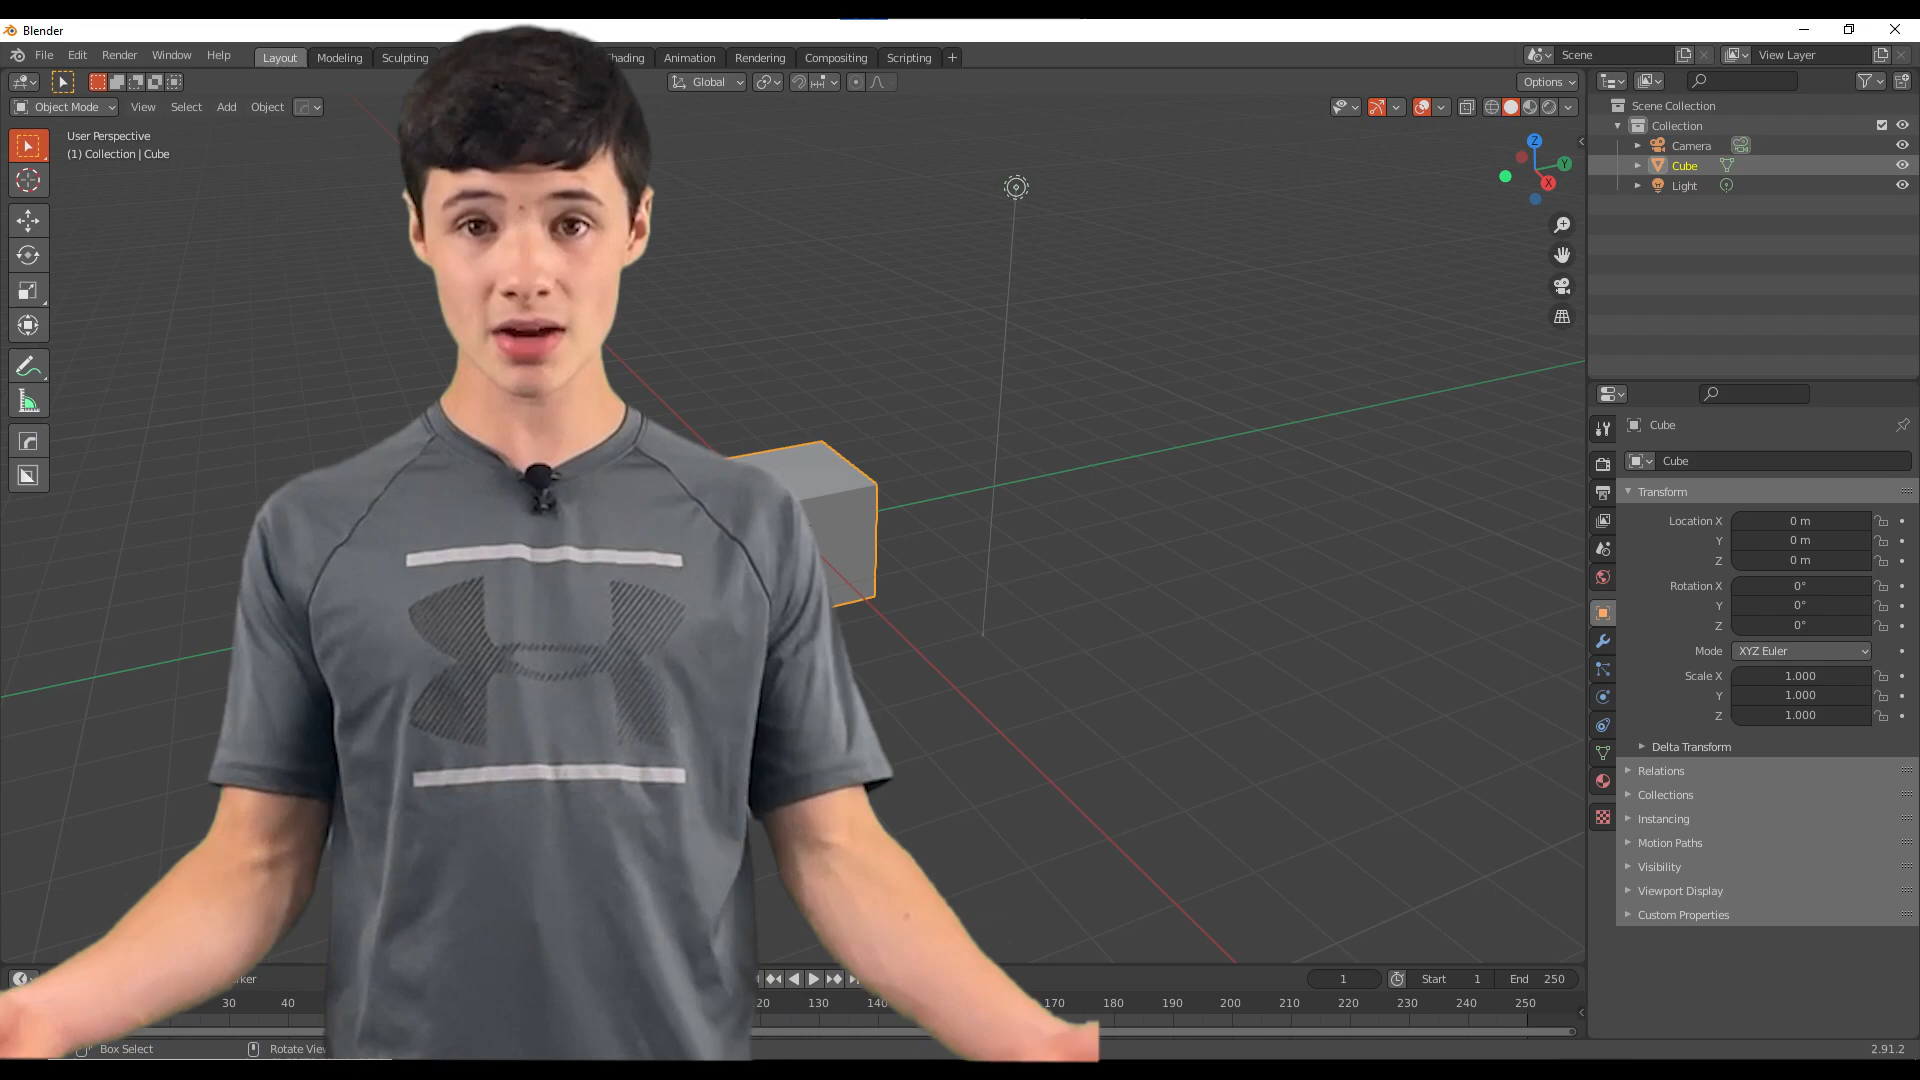 Blender
File Edit Render Window Help Layout Modeling Sculpting hading Animation Rendering Compositing Scripting + Scene View Layer
Global Options
Object Mode View Select Add Object
User Perspective
(1) Collection | Cube
Z
Y
X
Scene Collection
Collection
Camera
Cube
Light
Cube
Cube
Transform
Location X 0 m
Y 0 m
Z 0 m
Rotation X 0°
Y 0°
Z 0°
Mode XYZ Euler
Scale X 1.000
Y 1.000
Z 1.000
Delta Transform
Relations
Collections
Instancing
Motion Paths
Visibility
Viewport Display
Custom Properties
rker 1 Start 1 End 250
30 40 20 130 140 170 180 190 200 210 220 230 240 250
Box Select Rotate Vie 2.91.2